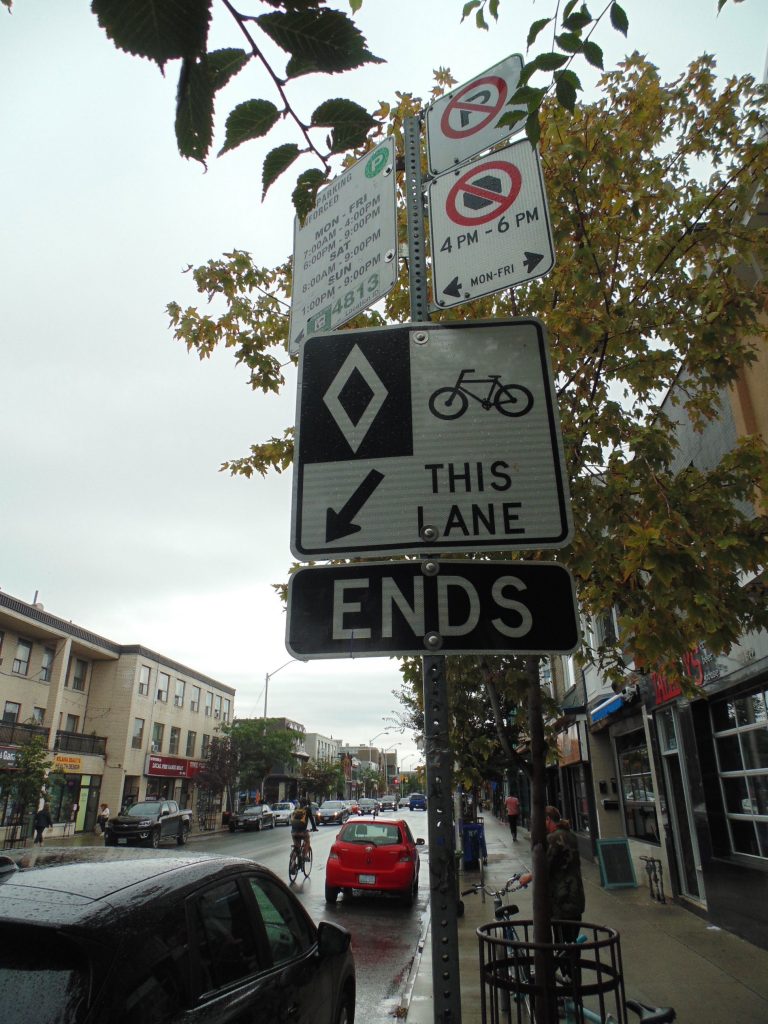 P
PARKING
ENFORCED
MON - FRI
7:00AM - 4:00PM
6:00PM - 9:00PM
SAT
8:00AM - 9:00PM
SUN
1:00PM - 9:00PM
4813
P
4 PM - 6 PM
MON-FRI
THIS
LANE
ENDS